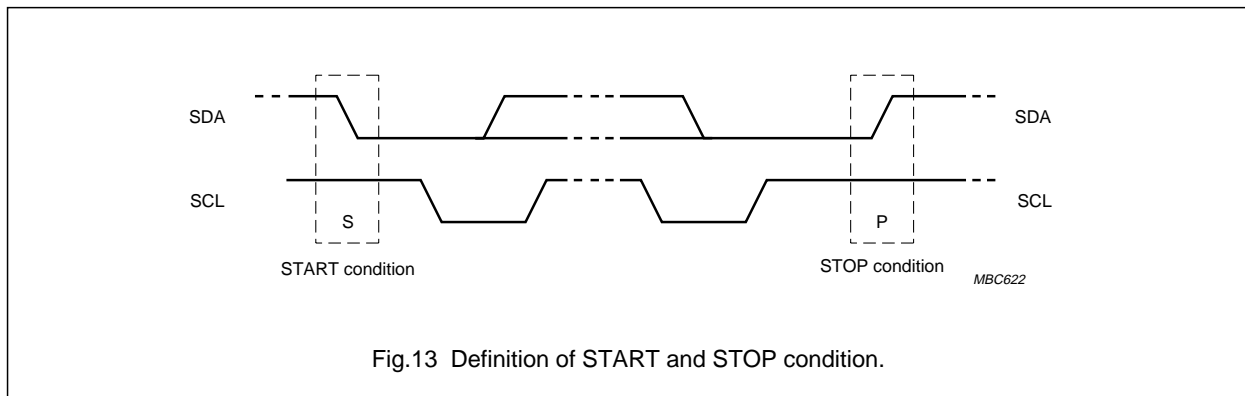 SDA SDA
SCL SCL
S P
START condition STOP condition
MBC622
Fig.13 Definition of START and STOP condition.